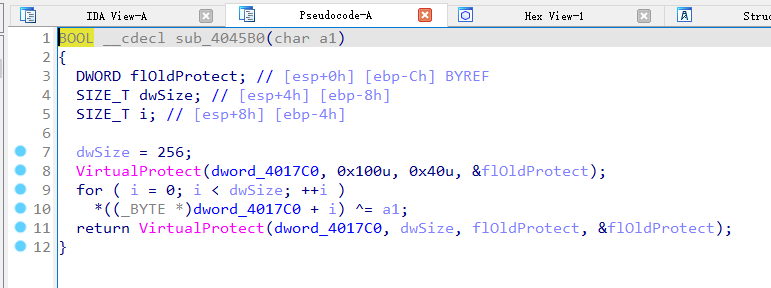 IDA View-A Pseudocode-A Hex View-1 A Struc
1 BOOL __cdecl sub_4045B0(char a1)
2 {
3 DWORD flOldProtect; // [esp+0h] [ebp-Ch] BYREF
4 SIZE_T dwSize; // [esp+4h] [ebp-8h]
5 SIZE_T i; // [esp+8h] [ebp-4h]
6
7 dwSize = 256;
8 VirtualProtect(dword_4017C0, 0x100u, 0x40u, &flOldProtect);
9 for ( i = 0; i < dwSize; ++i )
10 *((_BYTE *)dword_4017C0 + i) ^= a1;
11 return VirtualProtect(dword_4017C0, dwSize, flOldProtect, &flOldProtect);
12 }